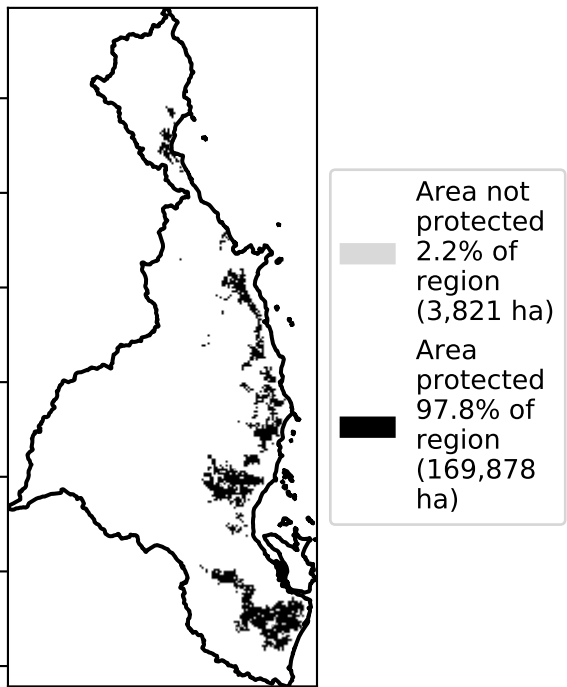 Area not
protected
2.2% of
region
(3,821 ha)
Area
protected
97.8% of
region
(169,878
ha)